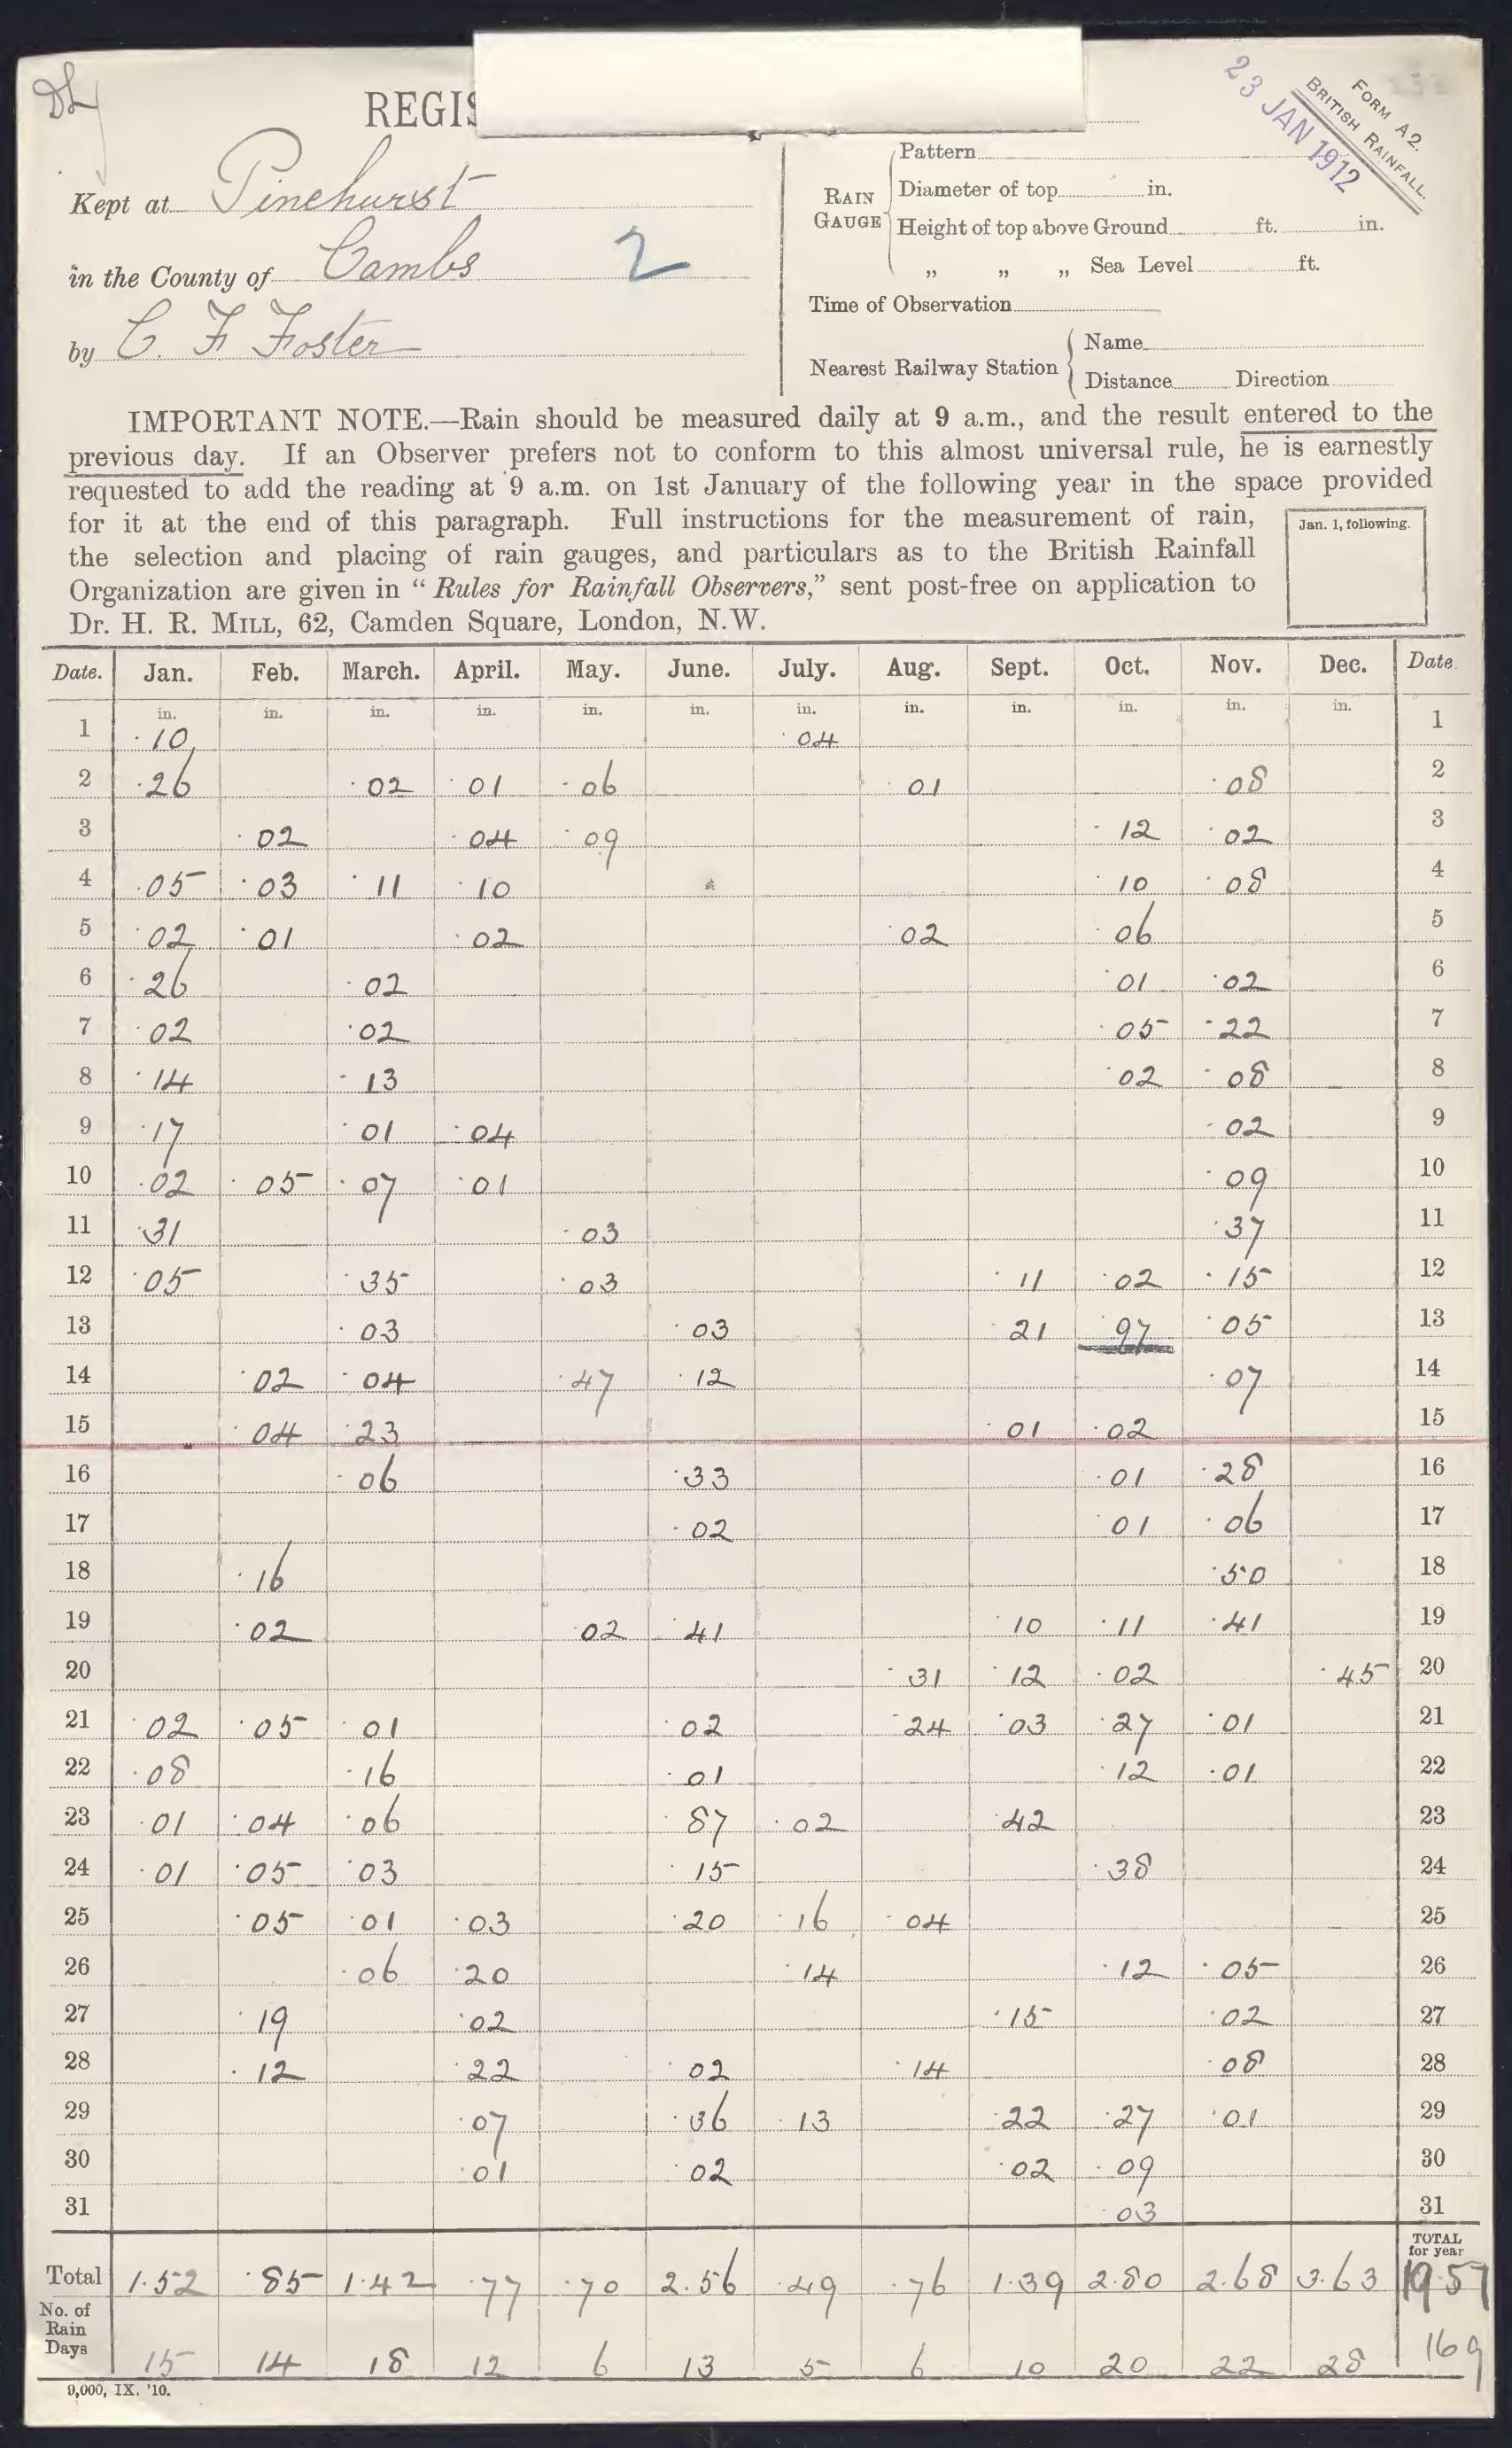 DL
REGIS
23 JAN 1912
FORM A 2.
BRITISH RAINFALL.
Kept at Pinehurst
in the County of Cambs 2
by C. F Foster
RAIN GAUGE
Pattern
Diameter of top in.
Height of top above Ground ft. in.
„ „ „ Sea Level ft.
Time of Observation
Nearest Railway Station
Name
Distance Direction
IMPORTANT NOTE.—Rain should be measured daily at 9 a.m., and the result entered to the
previous day. If an Observer prefers not to conform to this almost universal rule, he is earnestly
requested to add the reading at 9 a.m. on 1st January of the following year in the space provided
for it at the end of this paragraph. Full instructions for the measurement of rain,
the selection and placing of rain gauges, and particulars as to the British Rainfall
Organization are given in “Rules for Rainfall Observers,” sent post-free on application to
Dr. H. R. MILL, 62, Camden Square, London, N.W.
Jan. 1, following.
Date. Jan. Feb. March. April. May. June. July. Aug. Sept. Oct. Nov. Dec. Date
in. in. in. in. in. in. in. in. in. in. in. in.
1 ·10 ·04 1
2 ·26 ·02 ·01 ·06 ·01 ·08 2
3 ·02 ·04 ·09 ·12 ·02 3
4 ·05 ·03 ·11 ·10 ·10 ·08 4
5 ·02 ·01 ·02 ·02 ·06 5
6 ·26 ·02 ·01 ·02 6
7 ·02 ·02 ·05 ·22 7
8 ·14 ·13 ·02 ·08 8
9 ·17 ·01 ·04 ·02 9
10 ·02 ·05 ·07 ·01 ·09 10
11 ·31 ·03 ·37 11
12 ·05 ·35 ·03 ·11 ·02 ·15 12
13 ·03 ·03 ·21 ·97 ·05 13
14 ·02 ·04 ·47 ·12 ·07 14
15 ·04 ·23 ·01 ·02 15
16 ·06 ·33 ·01 ·28 16
17 ·02 ·01 ·06 17
18 ·16 ·50 18
19 ·02 ·02 ·41 ·10 ·11 ·41 19
20 ·31 ·12 ·02 ·45 20
21 ·02 ·05 ·01 ·02 ·24 ·03 ·27 ·01 21
22 ·08 ·16 ·01 ·12 ·01 22
23 ·01 ·04 ·06 ·87 ·02 ·42 23
24 ·01 ·05 ·03 ·15 ·38 24
25 ·05 ·01 ·03 ·20 ·16 ·04 25
26 ·06 ·20 ·14 ·12 ·05 26
27 ·19 ·02 ·15 ·02 27
28 ·12 ·22 ·02 ·14 ·08 28
29 ·07 ·36 ·13 ·22 ·27 ·01 29
30 ·01 ·02 ·02 ·09 30
31 ·03 31
TOTAL for year
Total 1·52 ·85 1·42 ·77 ·70 2·56 ·49 ·76 1·39 2·80 2·68 3·63 19·57
No. of Rain Days 15 14 18 12 6 13 5 6 10 20 22 28 169
9,000, IX. '10.